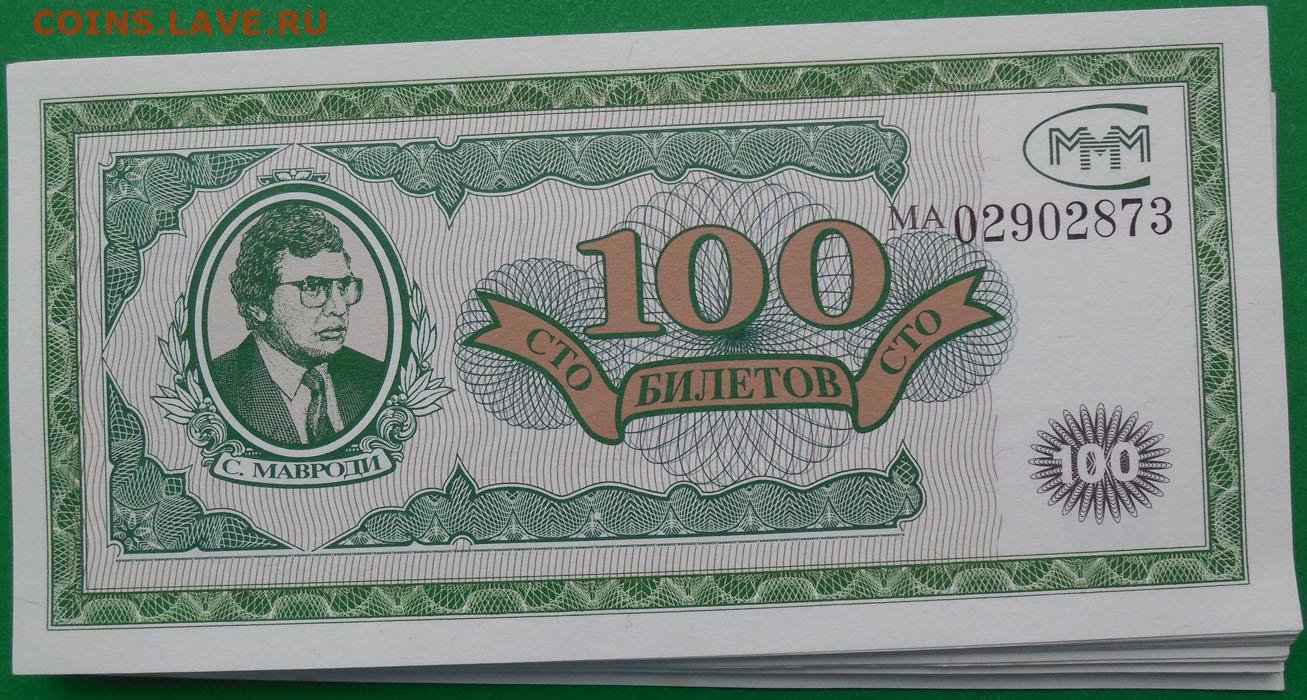 COINS.LAVE.RU
МММ
МА 02902873
100
СТО БИЛЕТОВ СТО
С. МАВРОДИ
100